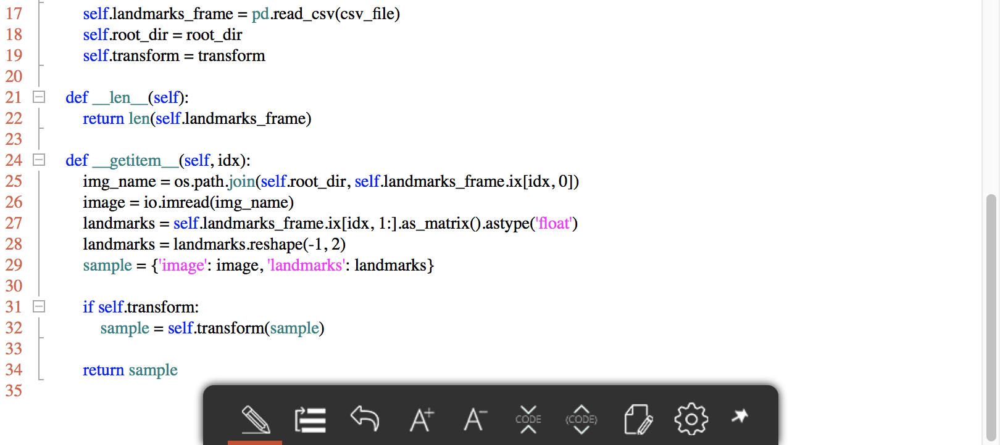 17 self.landmarks_frame = pd.read_csv(csv_file)
18 self.root_dir = root_dir
19 self.transform = transform
20
21 def __len__(self):
22 return len(self.landmarks_frame)
23
24 def __getitem__(self, idx):
25 img_name = os.path.join(self.root_dir, self.landmarks_frame.ix[idx, 0])
26 image = io.imread(img_name)
27 landmarks = self.landmarks_frame.ix[idx, 1:].as_matrix().astype('float')
28 landmarks = landmarks.reshape(-1, 2)
29 sample = {'image': image, 'landmarks': landmarks}
30
31 if self.transform:
32 sample = self.transform(sample)
33
34 return sample
35
A+ A- CODE (CODE)